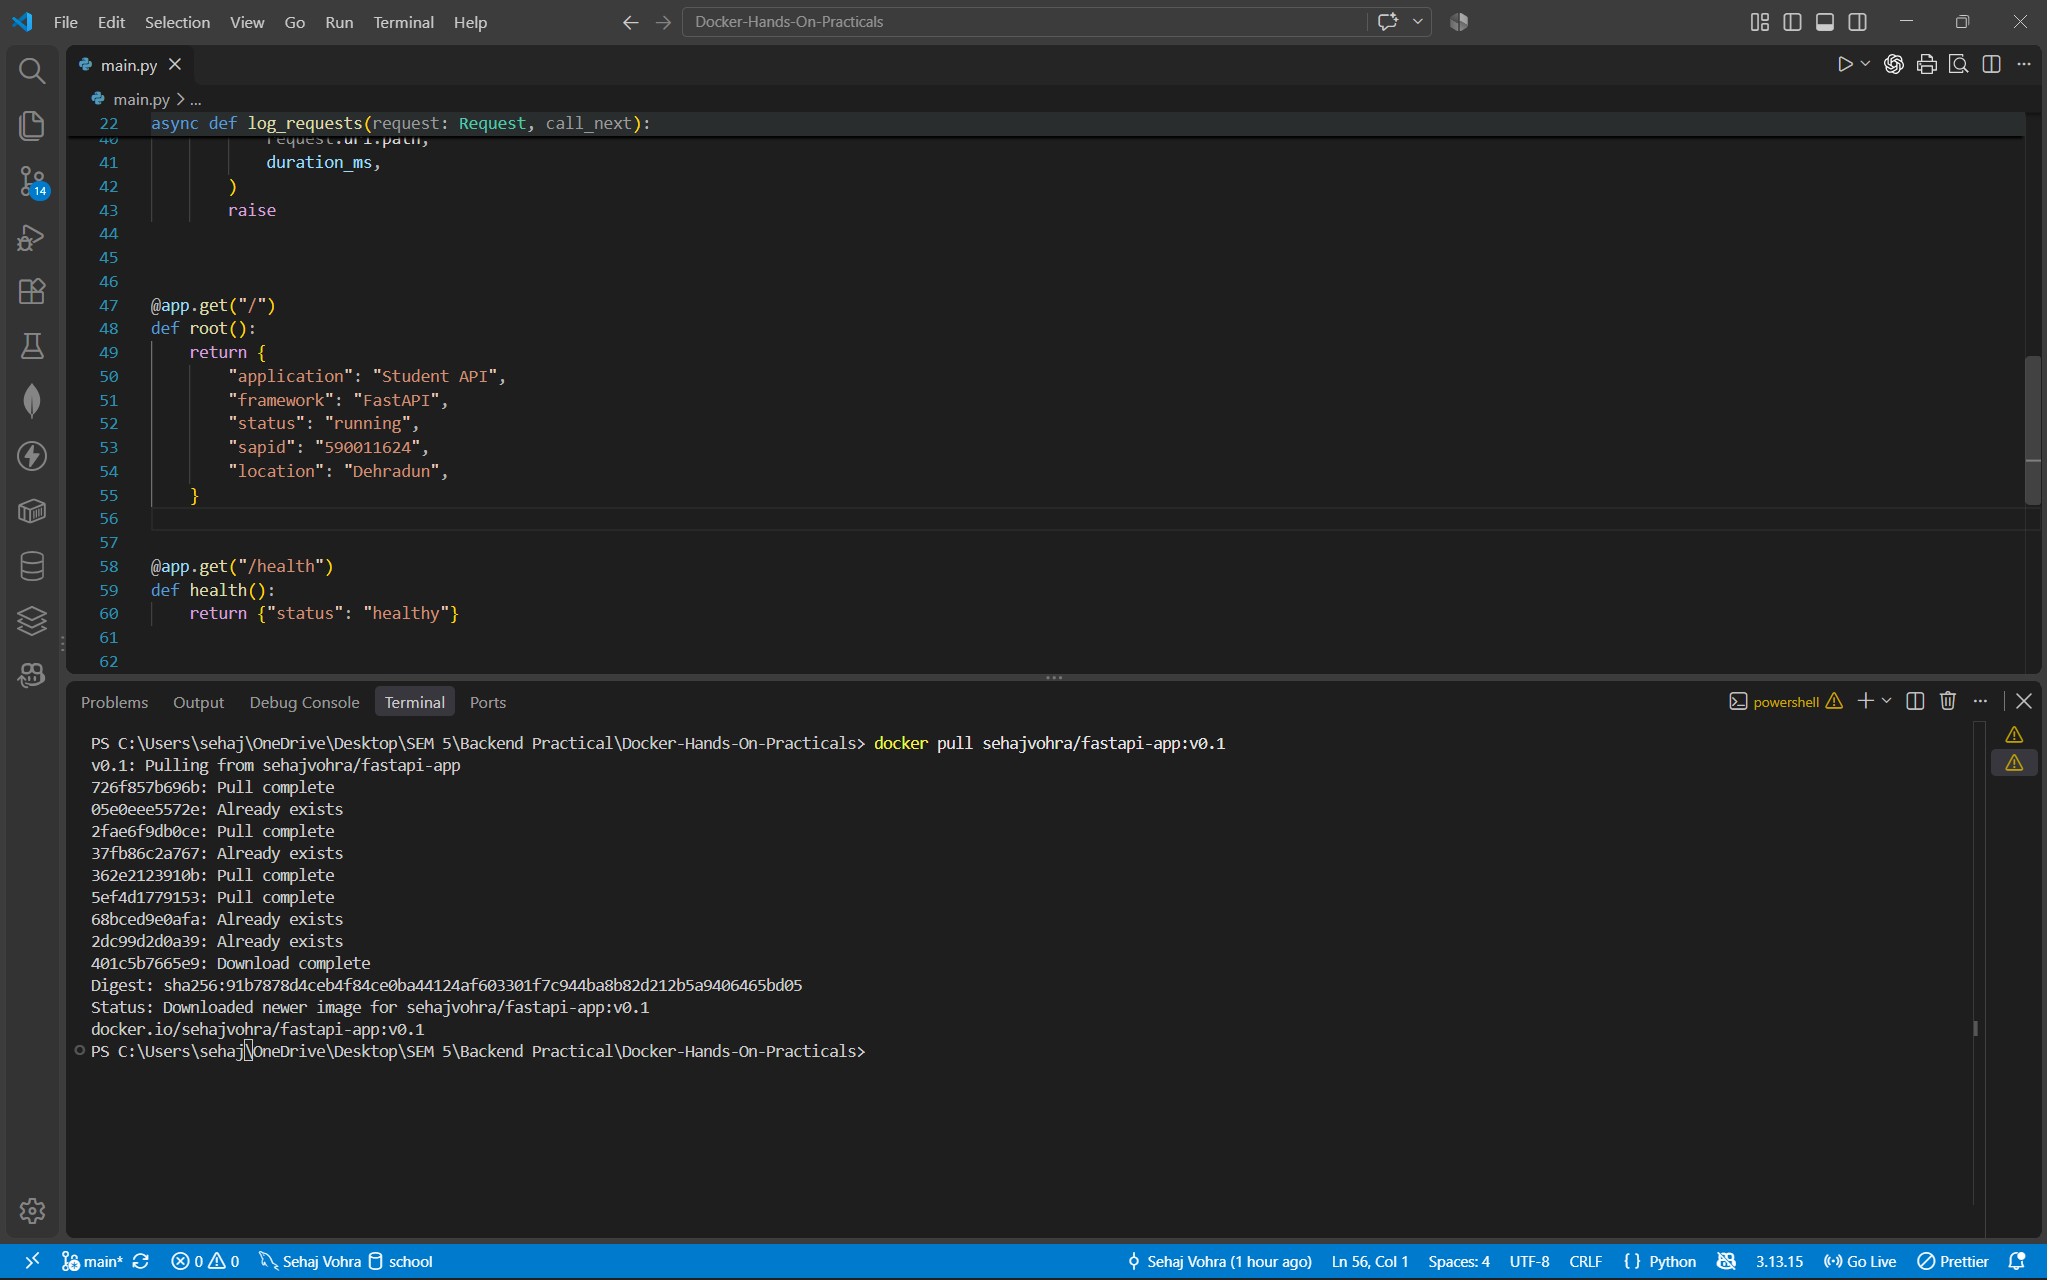 File Edit Selection View Go Run Terminal Help
Docker-Hands-On-Practicals
main.py
main.py > ...
22 async def log_requests(request: Request, call_next):
40 request.url.path,
41 duration_ms,
42 )
43 raise
44
45
46
47 @app.get("/")
48 def root():
49 return {
50 "application": "Student API",
51 "framework": "FastAPI",
52 "status": "running",
53 "sapid": "590011624",
54 "location": "Dehradun",
55 }
56
57
58 @app.get("/health")
59 def health():
60 return {"status": "healthy"}
61
62
14
Problems Output Debug Console Terminal Ports
powershell
PS C:\Users\sehaj\OneDrive\Desktop\SEM 5\Backend Practical\Docker-Hands-On-Practicals> docker pull sehajvohra/fastapi-app:v0.1
v0.1: Pulling from sehajvohra/fastapi-app
726f857b696b: Pull complete
05e0eee5572e: Already exists
2fae6f9db0ce: Pull complete
37fb86c2a767: Already exists
362e2123910b: Pull complete
5ef4d1779153: Pull complete
68bced9e0afa: Already exists
2dc99d2d0a39: Already exists
401c5b7665e9: Download complete
Digest: sha256:91b7878d4ceb4f84ce0ba44124af603301f7c944ba8b82d212b5a9406465bd05
Status: Downloaded newer image for sehajvohra/fastapi-app:v0.1
docker.io/sehajvohra/fastapi-app:v0.1
PS C:\Users\sehaj\OneDrive\Desktop\SEM 5\Backend Practical\Docker-Hands-On-Practicals>
main* 0 0 Sehaj Vohra school Sehaj Vohra (1 hour ago) Ln 56, Col 1 Spaces: 4 UTF-8 CRLF { } Python 3.13.15 Go Live Prettier